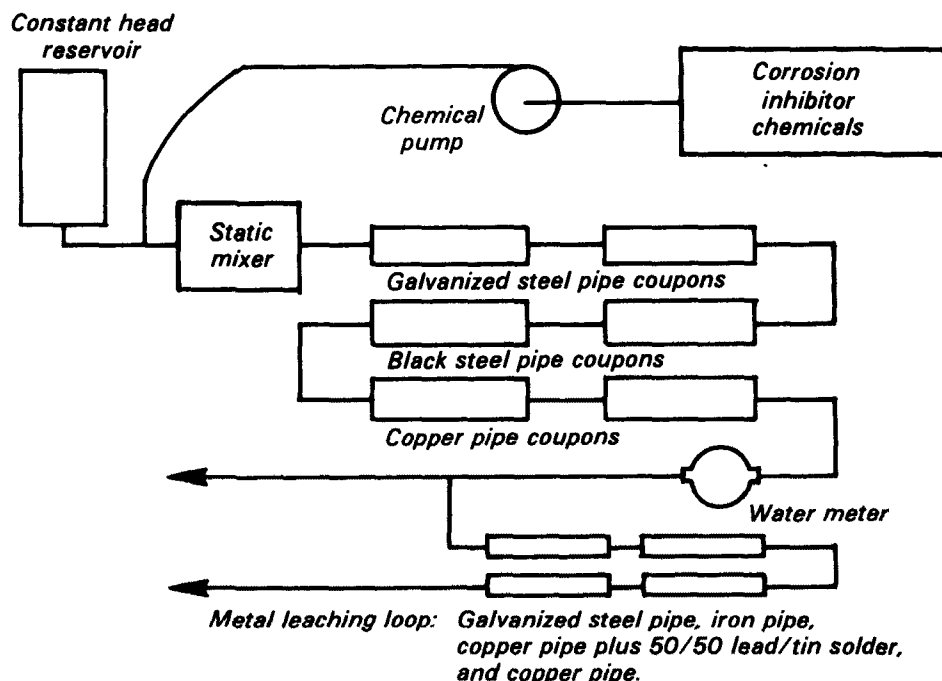 Constant head
reservoir
Chemical
pump
Corrosion
inhibitor
chemicals
Static
mixer
Galvanized steel pipe coupons
Black steel pipe coupons
Copper pipe coupons
Water meter
Metal leaching loop: Galvanized steel pipe, iron pipe,
copper pipe plus 50/50 lead/tin solder,
and copper pipe.